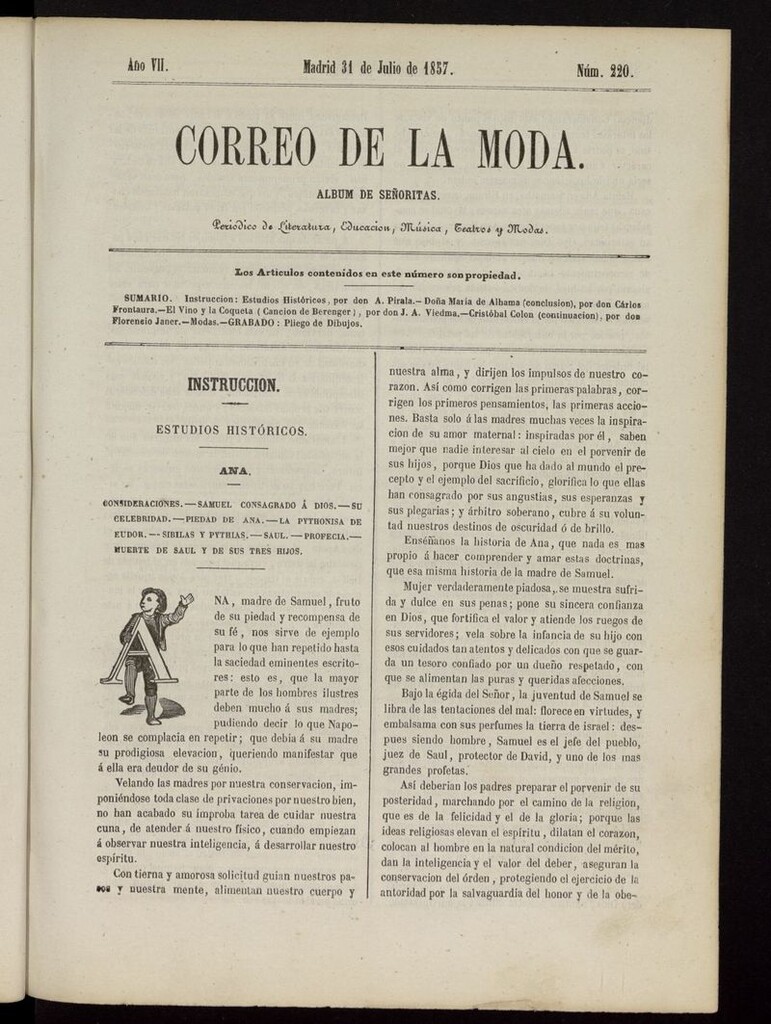 Año VII. Madrid 31 de Julio de 1857. Núm. 220.
CORREO DE LA MODA.
ALBUM DE SEÑORITAS.
Periódico de Literatura, Educacion, Música, Teatros y Modas.
Los Articulos contenidos en este número son propiedad.
SUMARIO. Instruccion: Estudios Históricos, por don A. Pirala.—Doña Maria de Albama (conclusion), por don Cárlos
Frontaura.—El Vino y la Coqueta (Cancion de Berenger), por don J. A. Viedma.—Cristóbal Colon (continuacion), por don
Florencio Janer.—Modas.—GRABADO: Pliego de Dibujos.
INSTRUCCION.
ESTUDIOS HISTÓRICOS.
ANA.
CONSIDERACIONES.—SAMUEL CONSAGRADO Á DIOS.—SU
CELEBRIDAD.—PIEDAD DE ANA.—LA PYTHONISA DE
EUDOR.—SIBILAS Y PYTHIAS.—SAUL.—PROFECIA.—
MUERTE DE SAUL Y DE SUS TRES HIJOS.
ANA, madre de Samuel, fruto
de su piedad y recompensa de
su fé, nos sirve de ejemplo
para lo que han repetido hasta
la saciedad eminentes escrito-
res: esto es, que la mayor
parte de los hombres ilustres
deben mucho á sus madres;
pudiendo decir lo que Napo-
leon se complacia en repetir; que debia á su madre
su prodigiosa elevacion, queriendo manifestar que
á ella era deudor de su génio.
Velando las madres por nuestra conservacion, im-
poniéndose toda clase de privaciones por nuestro bien,
no han acabado su improba tarea de cuidar nuestra
cuna, de atender á nuestro físico, cuando empiezan
á observar nuestra inteligencia, á desarrollar nuestro
espíritu.
Con tierna y amorosa solicitud guian nuestros pa-
sos y nuestra mente, alimentan nuestro cuerpo y
nuestra alma, y dirijen los impulsos de nuestro co-
razon. Así como corrigen las primeras palabras, cor-
rigen los primeros pensamientos, las primeras accio-
nes. Basta solo á las madres muchas veces la inspira-
cion de su amor maternal: inspiradas por él, saben
mejor que nadie interesar al cielo en el porvenir de
sus hijos, porque Dios que ha dado al mundo el pre-
cepto y el ejemplo del sacrificio, glorifica lo que ellas
han consagrado por sus angustias, sus esperanzas y
sus plegarias; y árbitro soberano, cubre á su volun-
tad nuestros destinos de oscuridad ó de brillo.
Enséñanos la historia de Ana, que nada es mas
propio á hacer comprender y amar estas doctrinas,
que esa misma historia de la madre de Samuel.
Mujer verdaderamente piadosa, se muestra sufri-
da y dulce en sus penas; pone su sincera confianza
en Dios, que fortifica el valor y atiende los ruegos de
sus servidores; vela sobre la infancia de su hijo con
esos cuidados tan atentos y delicados con que se guar-
da un tesoro confiado por un dueño respetado, con
que se alimentan las puras y queridas afecciones.
Bajo la égida del Señor, la juventud de Samuel se
libra de las tentaciones del mal: florece en virtudes, y
embalsama con sus perfumes la tierra de israel: des-
pues siendo hombre, Samuel es el jefe del pueblo,
juez de Saul, protector de David, y uno de los mas
grandes profetas.
Así deberian los padres preparar el porvenir de su
posteridad, marchando por el camino de la religion,
que es de la felicidad y el de la gloria; porque las
ideas religiosas elevan el espíritu, dilatan el corazon,
colocan al hombre en la natural condicion del mérito,
dan la inteligencia y el valor del deber, aseguran la
conservacion del órden, protegiendo el ejercicio de la
autoridad por la salvaguardia del honor y de la obe-